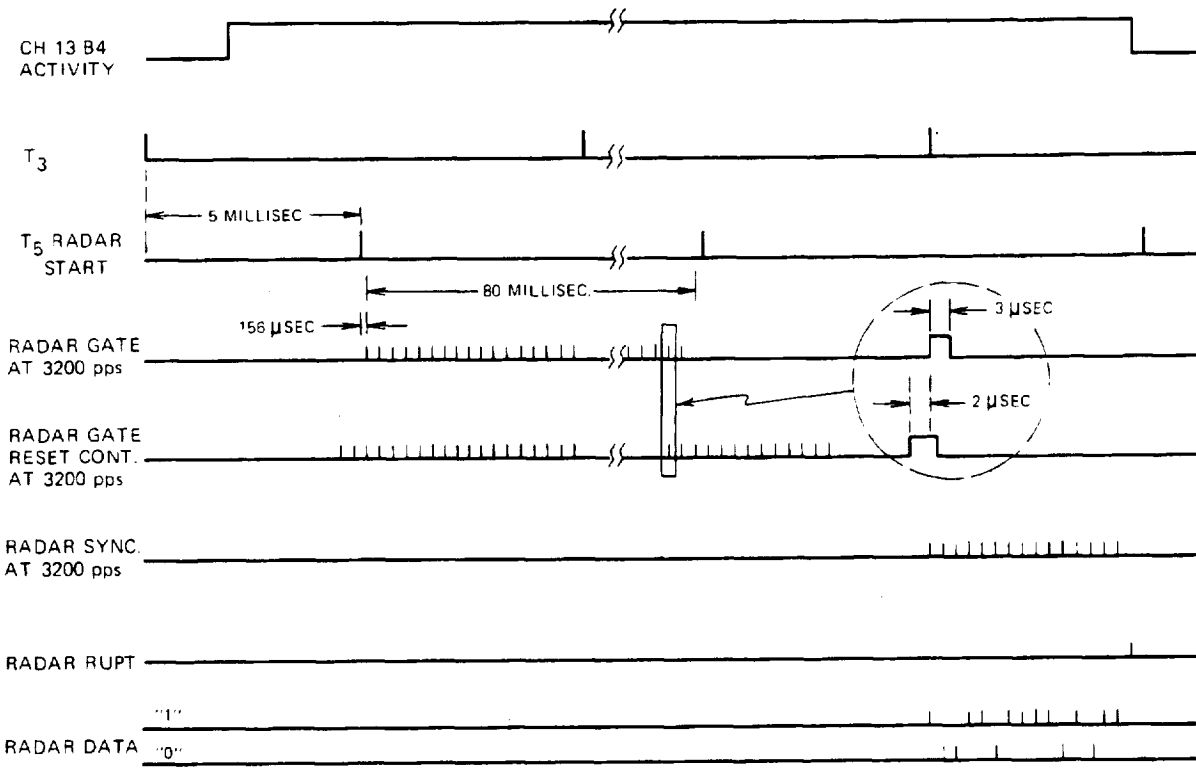 CH 13 B4
ACTIVITY
T3
5 MILLISEC
T5 RADAR
START
80 MILLISEC.
156 µSEC
3 µSEC
RADAR GATE
AT 3200 pps
2 µSEC
RADAR GATE
RESET CONT.
AT 3200 pps
RADAR SYNC.
AT 3200 pps
RADAR RUPT
"1"
RADAR DATA "0"